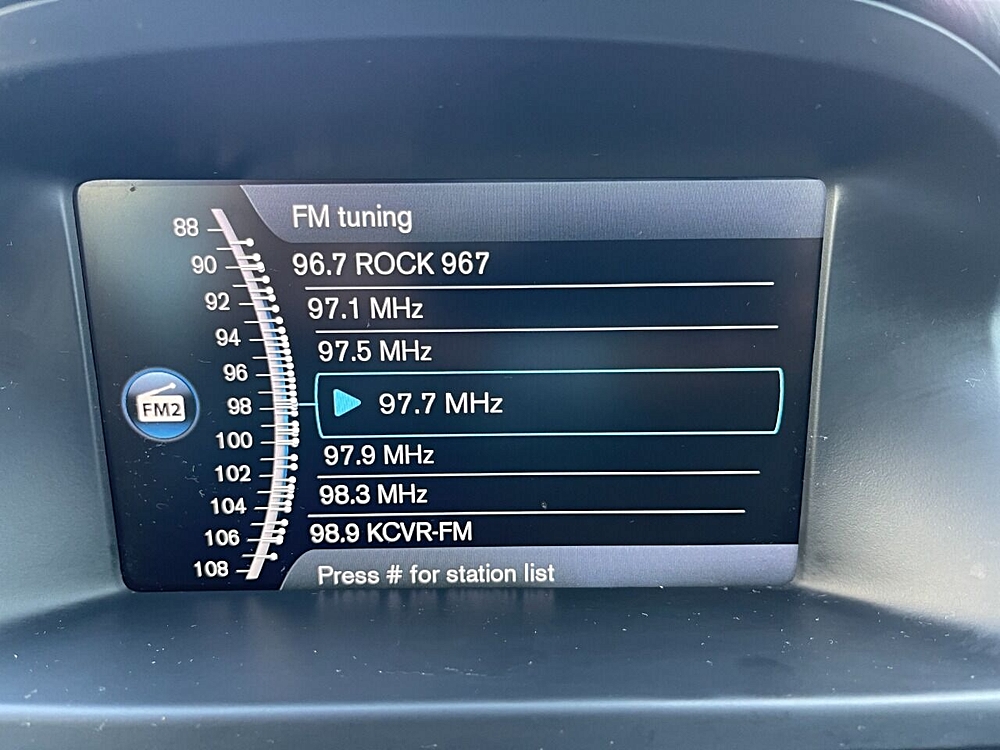 FM tuning
88
90
92
94
96
98
100
102
104
106
108
FM2
96.7 ROCK 967
97.1 MHz
97.5 MHz
97.7 MHz
97.9 MHz
98.3 MHz
98.9 KCVR-FM
Press # for station list